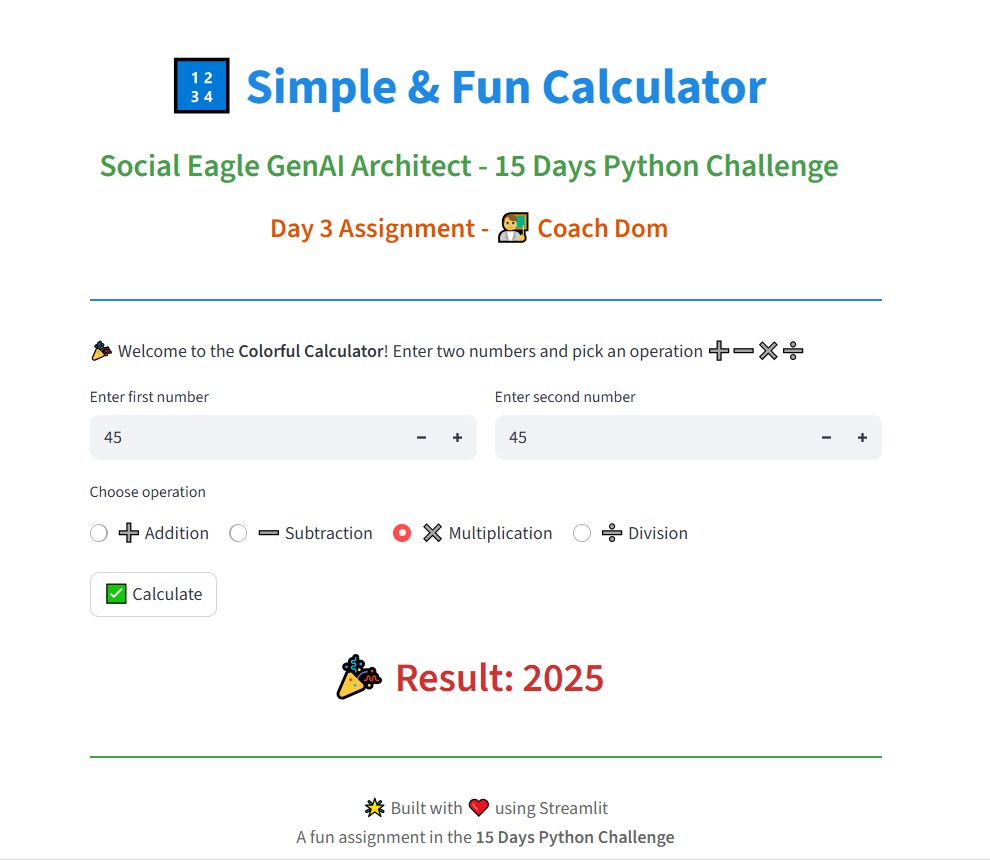 🔢 Simple & Fun Calculator
Social Eagle GenAI Architect - 15 Days Python Challenge
Day 3 Assignment - 👨‍🏫 Coach Dom
🎉 Welcome to the Colorful Calculator! Enter two numbers and pick an operation ➕➖✖️➗
Enter first number
Enter second number
45 − +
45 − +
Choose operation
➕ Addition ➖ Subtraction ✖️ Multiplication ➗ Division
✅ Calculate
🎉 Result: 2025
🌟 Built with ❤️ using Streamlit
A fun assignment in the 15 Days Python Challenge